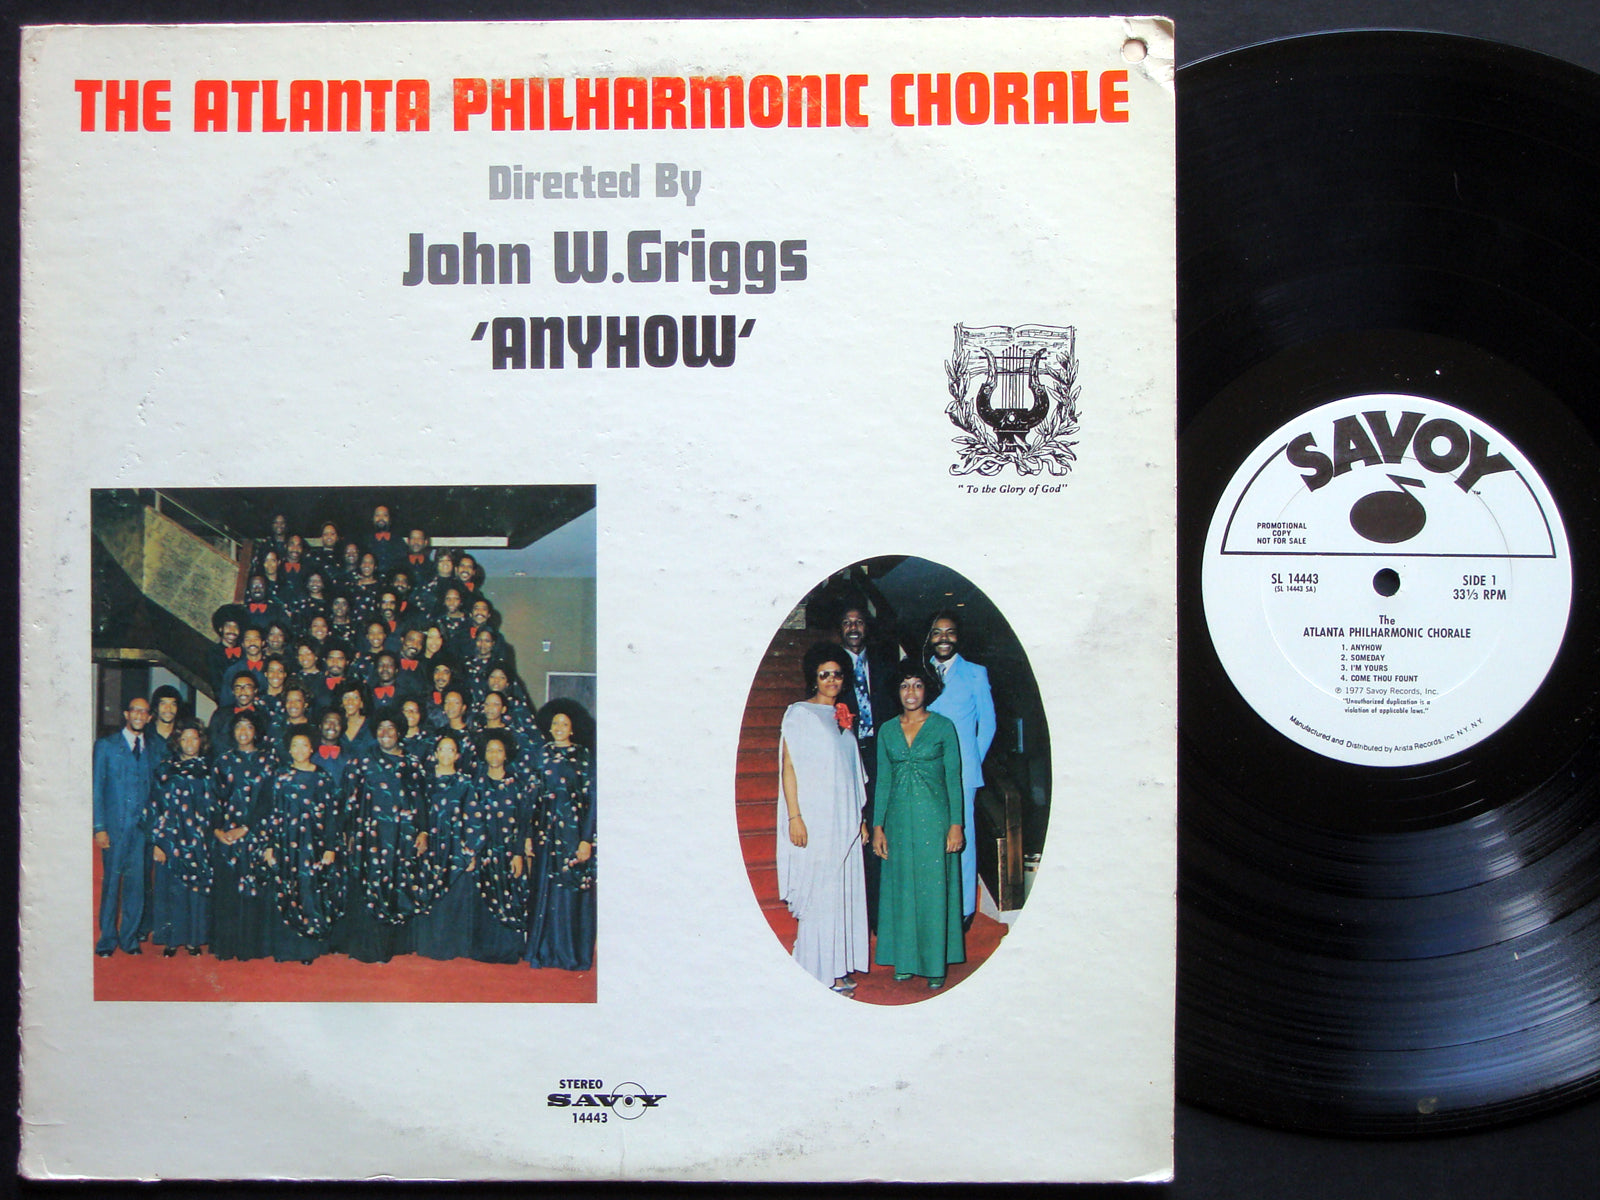 THE ATLANTA PHILHARMONIC CHORALE
Directed By
John W. Griggs
'ANYHOW'
" To the Glory of God"
STEREO
SAVOY
14443
SAVOY
TM
PROMOTIONAL
COPY
NOT FOR SALE
SL 14443
(SL 14443 SA)
SIDE 1
33⅓ RPM
The
ATLANTA PHILHARMONIC CHORALE
1. ANYHOW
2. SOMEDAY
3. I'M YOURS
4. COME THOU FOUNT
℗ 1977 Savoy Records, Inc.
"Unauthorized duplication is a
violation of applicable laws."
Manufactured and Distributed by Arista Records, Inc N.Y. N.Y.